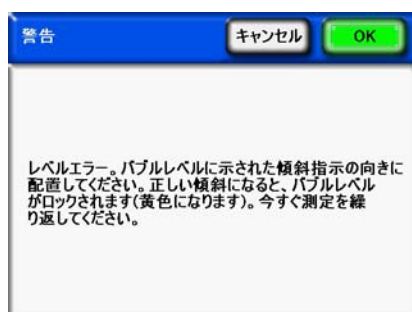 警告
キャンセル
OK
レベルエラー。バブルレベルに示された傾斜指示の向きに
配置してください。正しい傾斜になると、バブルレベル
がロックされます(黄色になります)。今すぐ測定を繰
り返してください。